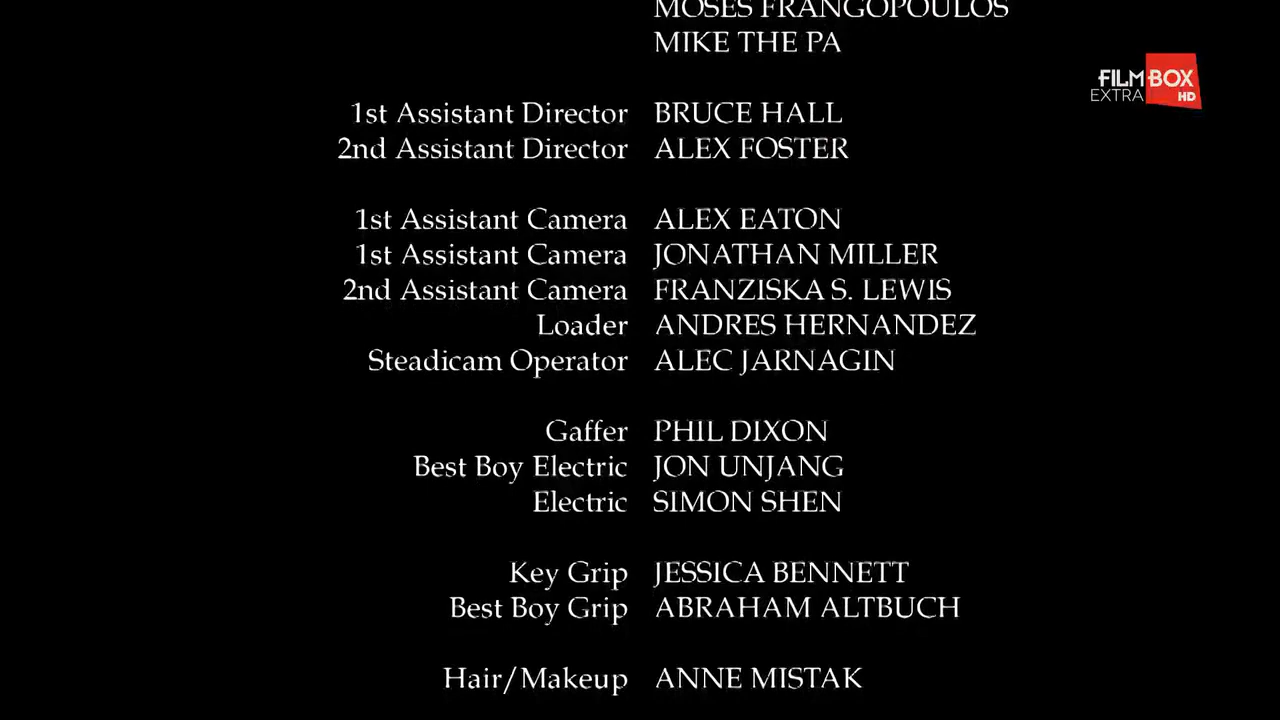 MOSES FRANGOPOULOS
MIKE THE PA
FILMBOX
EXTRA HD
1st Assistant Director BRUCE HALL
2nd Assistant Director ALEX FOSTER
1st Assistant Camera ALEX EATON
1st Assistant Camera JONATHAN MILLER
2nd Assistant Camera FRANZISKA S. LEWIS
Loader ANDRES HERNANDEZ
Steadicam Operator ALEC JARNAGIN
Gaffer PHIL DIXON
Best Boy Electric JON UNJANG
Electric SIMON SHEN
Key Grip JESSICA BENNETT
Best Boy Grip ABRAHAM ALTBUCH
Hair/Makeup ANNE MISTAK